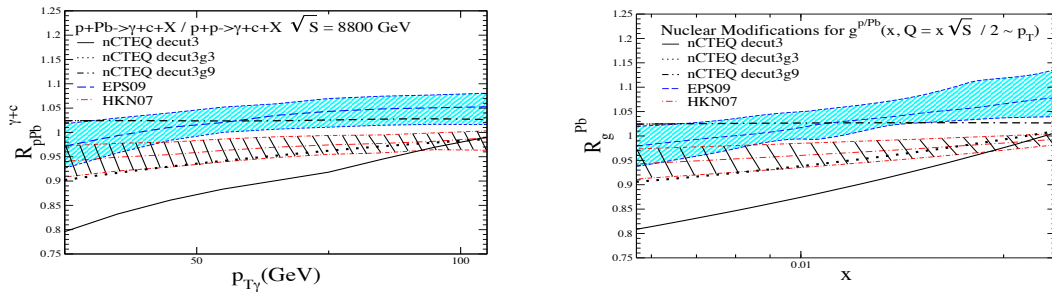 p+Pb->γ+c+X / p+p->γ+c+X √S = 8800 GeV
nCTEQ decut3
nCTEQ decut3g3
nCTEQ decut3g9
EPS09
HKN07
1.25
1.2
1.15
1.1
1.05
1
0.95
0.9
0.85
0.8
0.75
R_pPb^γ+c
50
100
p_Tγ(GeV)
Nuclear Modifications for g^p/Pb(x, Q = x√S / 2 ~ p_T)
nCTEQ decut3
nCTEQ decut3g3
nCTEQ decut3g9
EPS09
HKN07
1.25
1.2
1.15
1.1
1.05
1
0.95
0.9
0.85
0.8
0.75
R_g^Pb
0.01
x